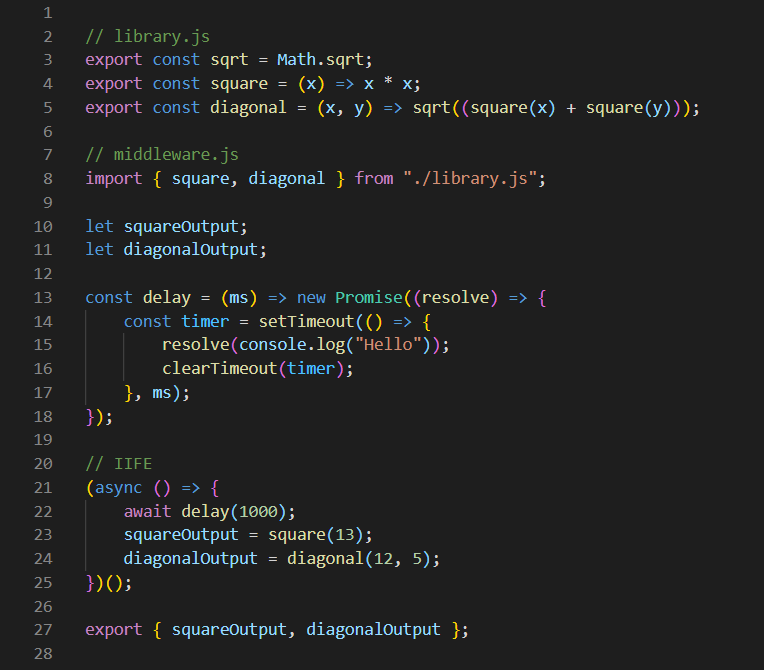 1
2 // library.js
3 export const sqrt = Math.sqrt;
4 export const square = (x) => x * x;
5 export const diagonal = (x, y) => sqrt((square(x) + square(y)));
6
7 // middleware.js
8 import { square, diagonal } from "./library.js";
9
10 let squareOutput;
11 let diagonalOutput;
12
13 const delay = (ms) => new Promise((resolve) => {
14     const timer = setTimeout(() => {
15         resolve(console.log("Hello"));
16         clearTimeout(timer);
17     }, ms);
18 });
19
20 // IIFE
21 (async () => {
22     await delay(1000);
23     squareOutput = square(13);
24     diagonalOutput = diagonal(12, 5);
25 })();
26
27 export { squareOutput, diagonalOutput };
28